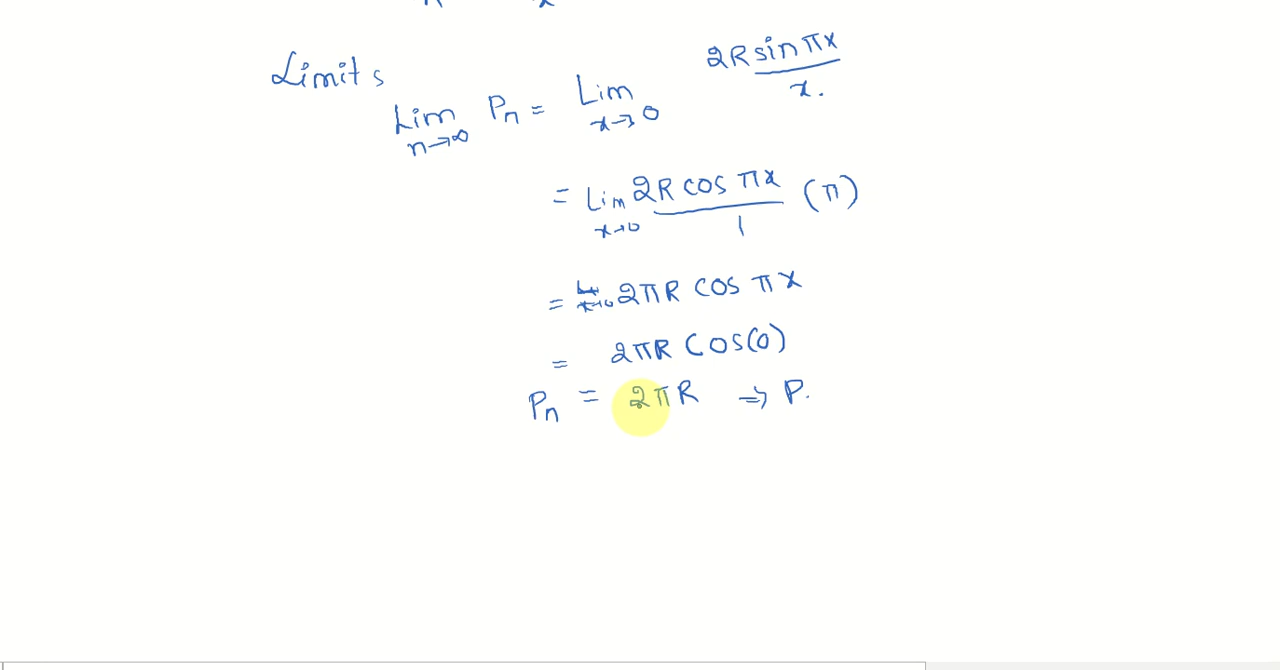 Limits
Lim n→∞ Pn = Lim x→0 2R sin πx / x.
= Lim x→0 2R cos πx / 1 (π)
= x→0 2πR cos πx
= 2πR Cos(0)
Pn = 2πR ⇒ P.